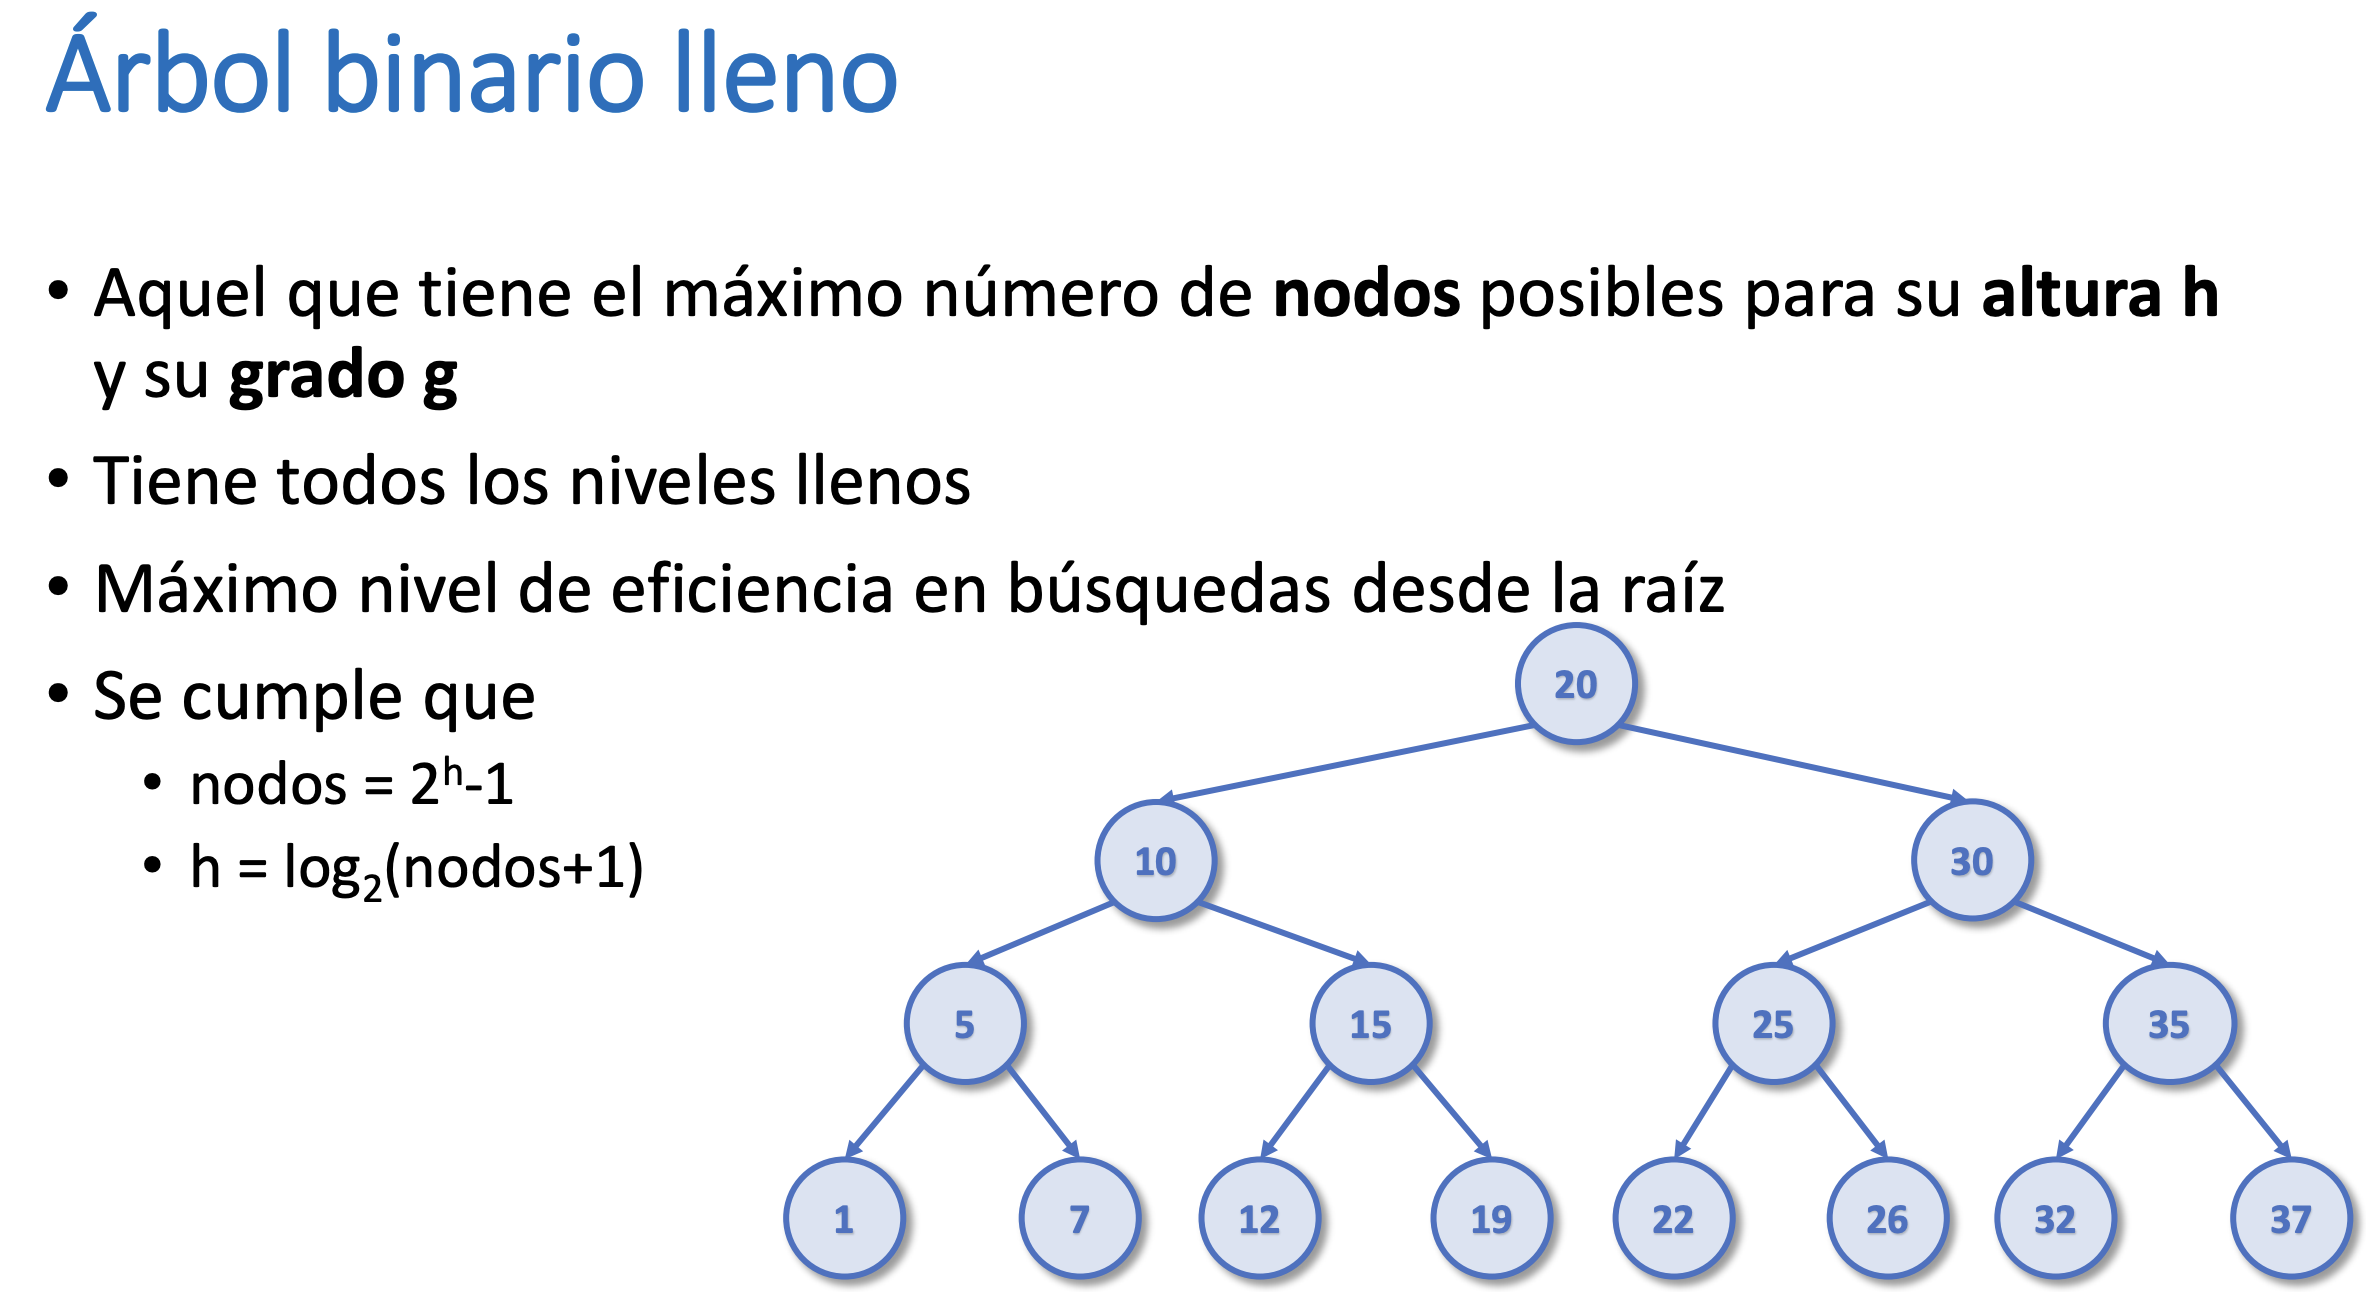 Árbol binario lleno
• Aquel que tiene el máximo número de nodos posibles para su altura h
y su grado g
• Tiene todos los niveles llenos
• Máximo nivel de eficiencia en búsquedas desde la raíz
• Se cumple que
• nodos = 2ʰ-1
• h = log₂(nodos+1)
20
10 30
5 15 25 35
1 7 12 19 22 26 32 37